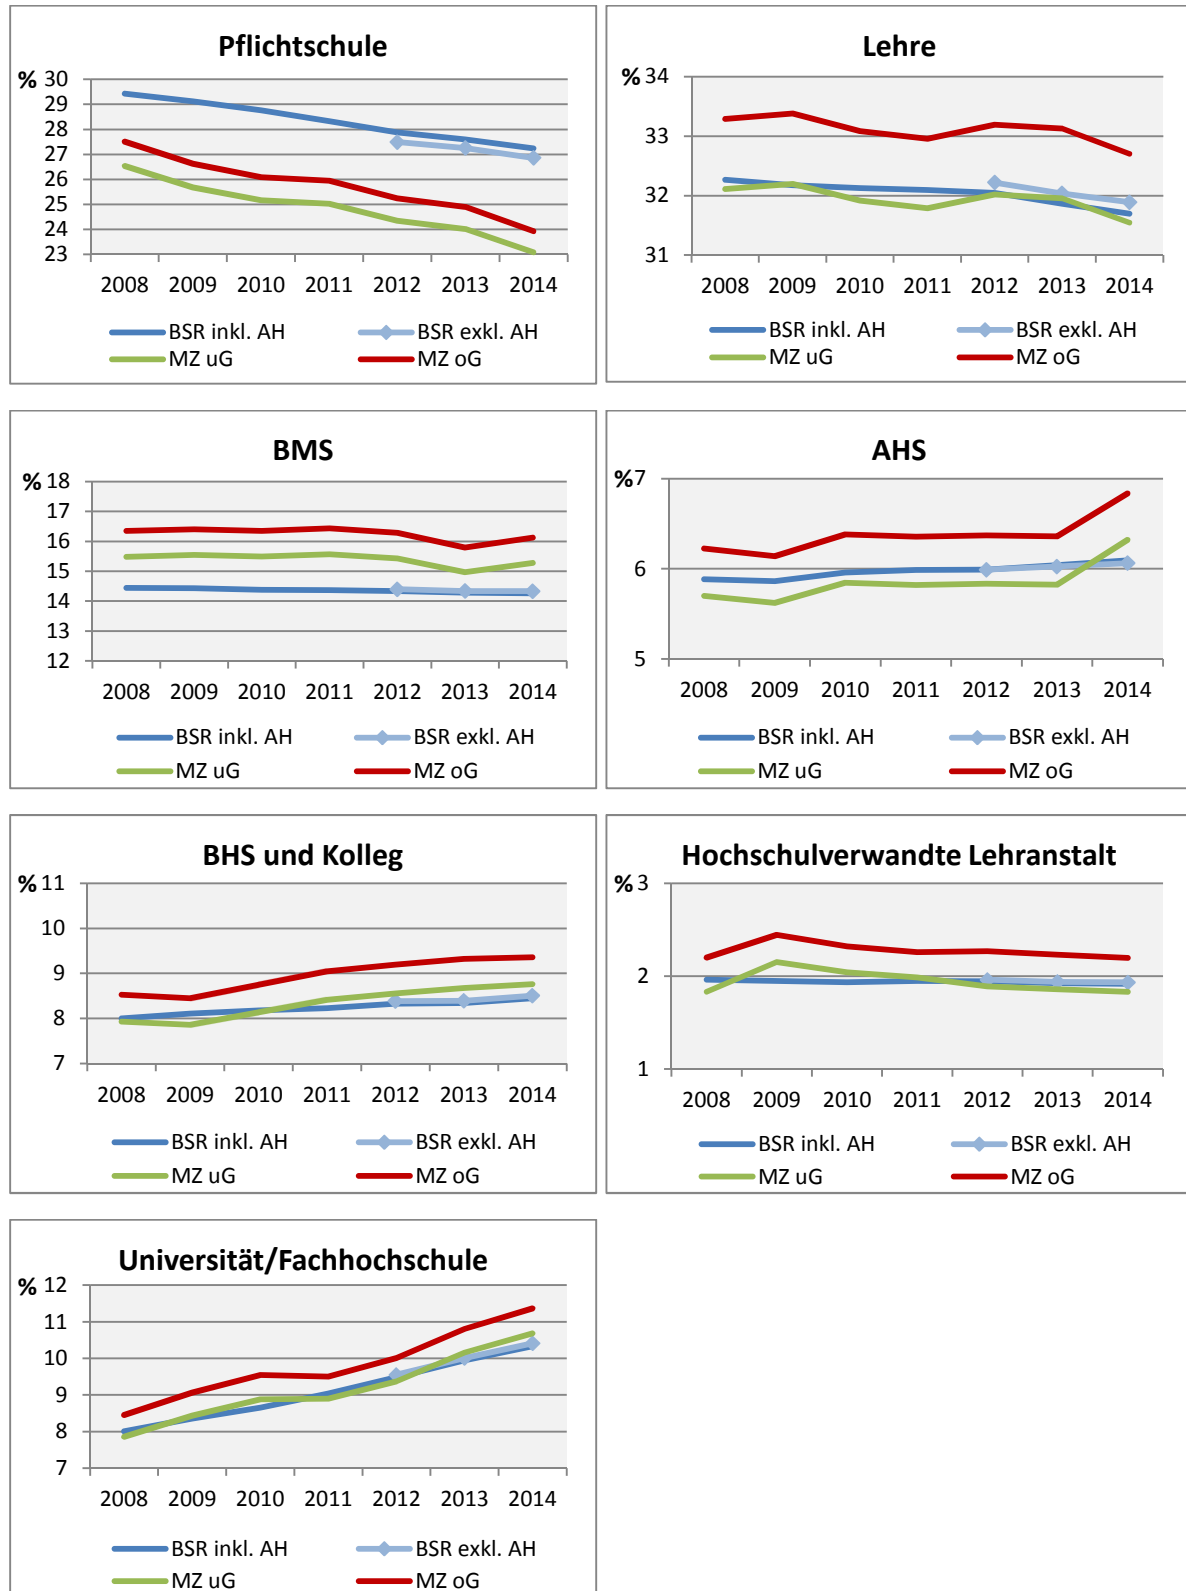 Pflichtschule
% 30
29
28
27
26
25
24
23
2008 2009 2010 2011 2012 2013 2014
BSR inkl. AH BSR exkl. AH
MZ uG MZ oG
Lehre
% 34
33
32
31
2008 2009 2010 2011 2012 2013 2014
BSR inkl. AH BSR exkl. AH
MZ uG MZ oG
BMS
% 18
17
16
15
14
13
12
2008 2009 2010 2011 2012 2013 2014
BSR inkl. AH BSR exkl. AH
MZ uG MZ oG
AHS
% 7
6
5
2008 2009 2010 2011 2012 2013 2014
BSR inkl. AH BSR exkl. AH
MZ uG MZ oG
BHS und Kolleg
% 11
10
9
8
7
2008 2009 2010 2011 2012 2013 2014
BSR inkl. AH BSR exkl. AH
MZ uG MZ oG
Hochschulverwandte Lehranstalt
% 3
2
1
2008 2009 2010 2011 2012 2013 2014
BSR inkl. AH BSR exkl. AH
MZ uG MZ oG
Universität/Fachhochschule
% 12
11
10
9
8
7
2008 2009 2010 2011 2012 2013 2014
BSR inkl. AH BSR exkl. AH
MZ uG MZ oG